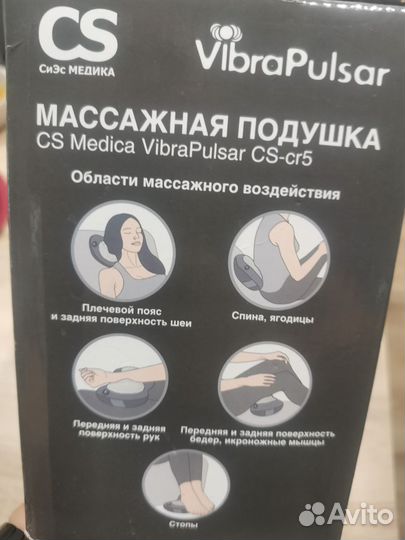 CS
СиЭс МЕДИКА
VibraPulsar
МАССАЖНАЯ ПОДУШКА
CS Medica VibraPulsar CS-cr5
Области массажного воздействия
Плечевой пояс
и задняя поверхность шеи
Спина, ягодицы
Передняя и задняя
поверхность рук
Передняя и задняя поверхность
бедер, икроножные мышцы
Стопы
Avito